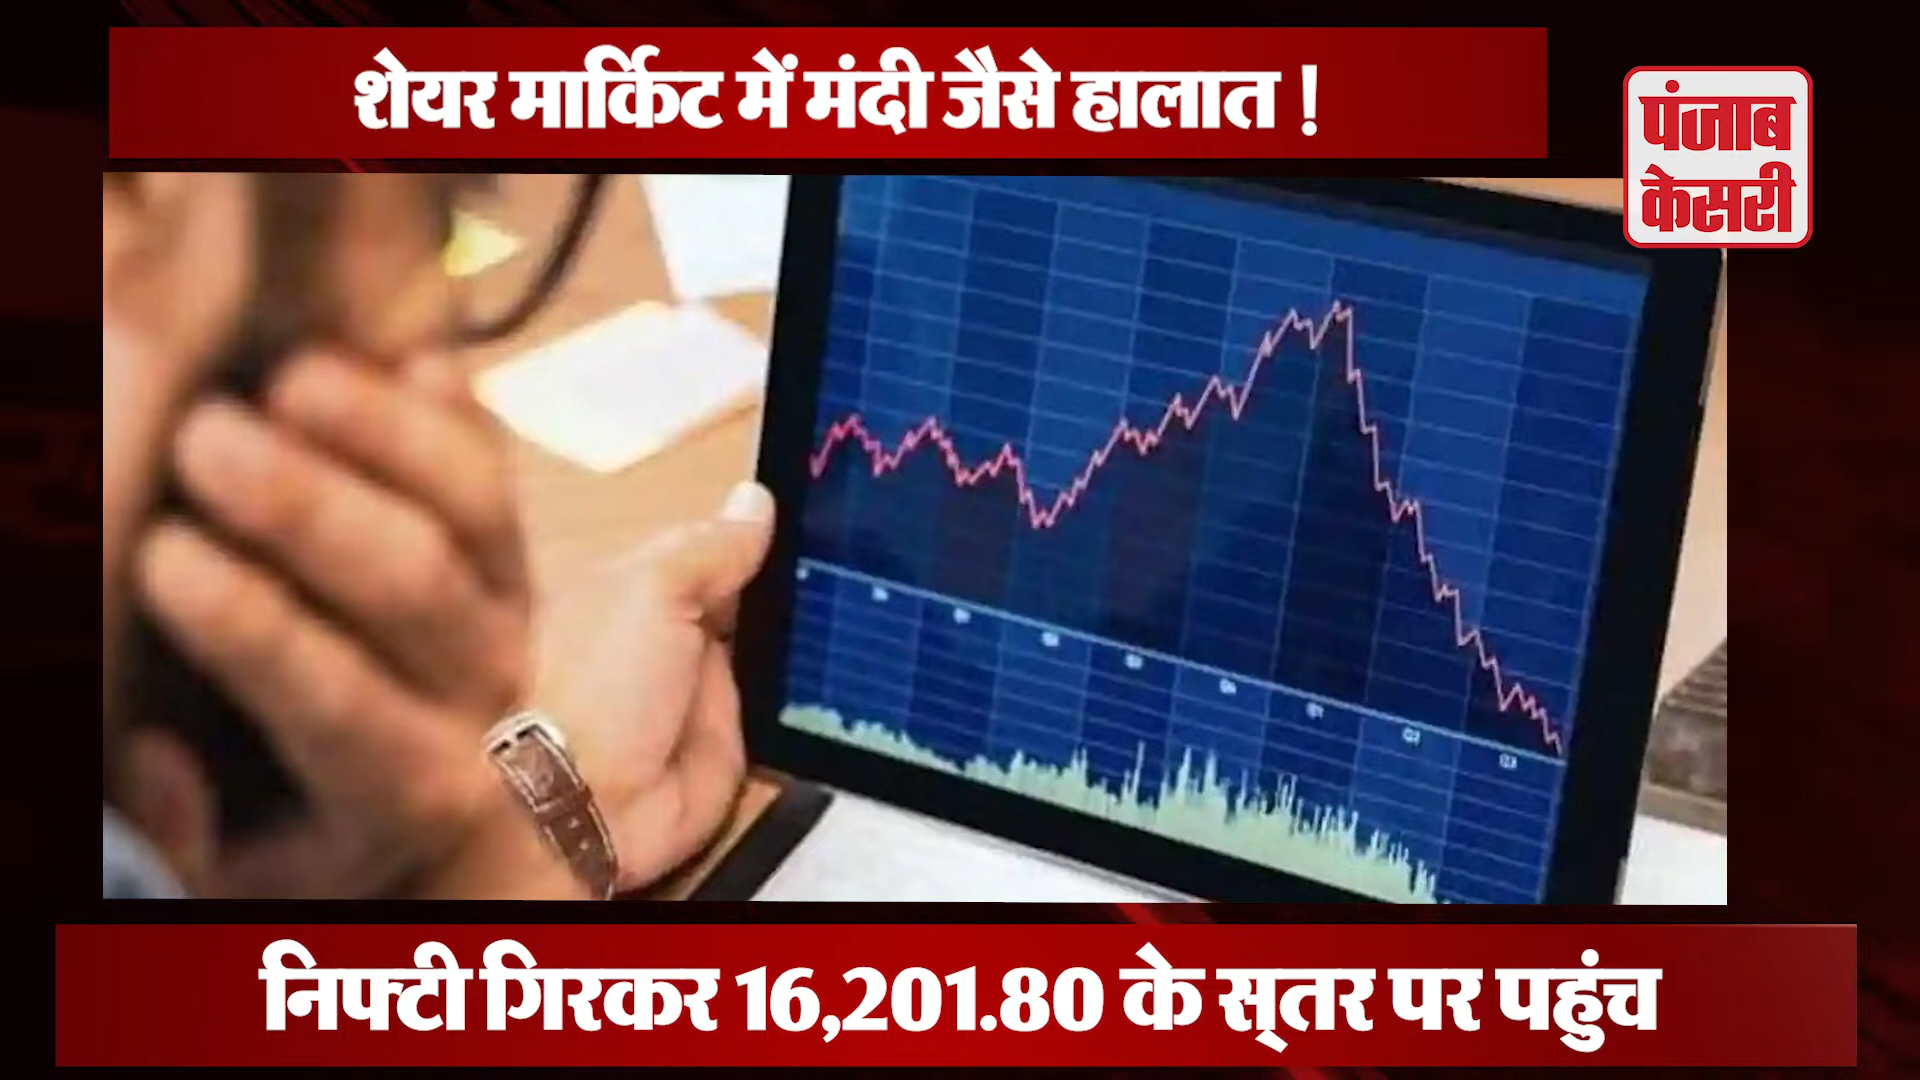 शेयर मार्किट में मंदी जैसे हालात !
पंजाब
केसरी
निफ्टी गिरकर 16,201.80 के स्तर पर पहुंच